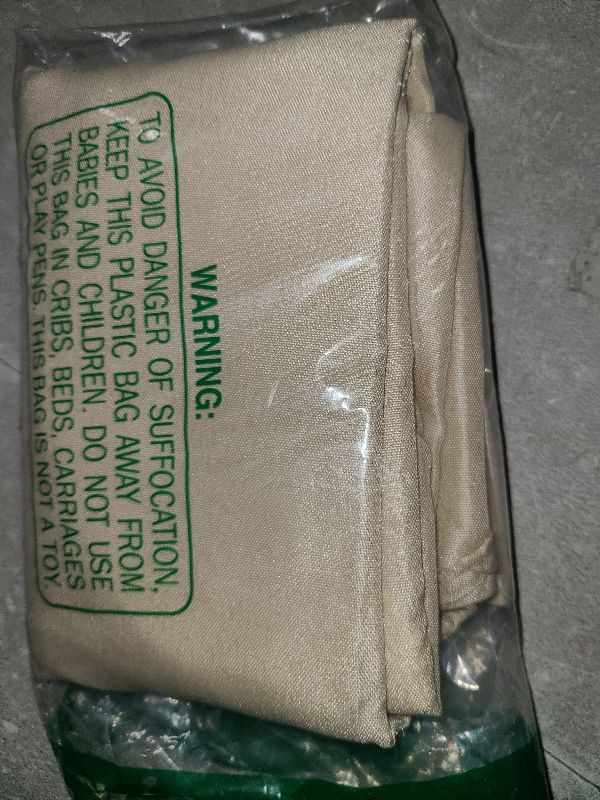 WARNING:
TO AVOID DANGER OF SUFFOCATION,
KEEP THIS PLASTIC BAG AWAY FROM
BABIES AND CHILDREN. DO NOT USE
THIS BAG IN CRIBS, BEDS, CARRIAGES
OR PLAY PENS. THIS BAG IS NOT A TOY.